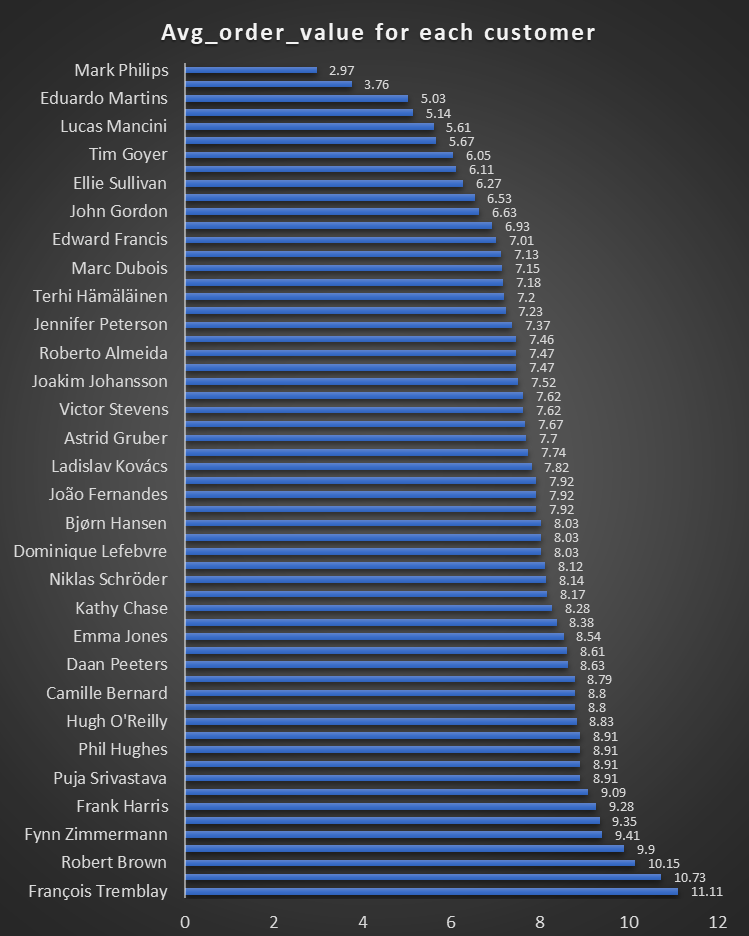 Avg_order_value for each customer
Mark Philips 2.97
3.76
Eduardo Martins 5.03
5.14
Lucas Mancini 5.61
5.67
Tim Goyer 6.05
6.11
Ellie Sullivan 6.27
6.53
John Gordon 6.63
6.93
Edward Francis 7.01
7.13
Marc Dubois 7.15
7.18
Terhi Hämäläinen 7.2
7.23
Jennifer Peterson 7.37
7.46
Roberto Almeida 7.47
7.47
Joakim Johansson 7.52
7.62
Victor Stevens 7.62
7.67
Astrid Gruber 7.7
7.74
Ladislav Kovács 7.82
7.92
João Fernandes 7.92
7.92
Bjørn Hansen 8.03
8.03
Dominique Lefebvre 8.03
8.12
Niklas Schröder 8.14
8.17
Kathy Chase 8.28
8.38
Emma Jones 8.54
8.61
Daan Peeters 8.63
8.79
Camille Bernard 8.8
8.8
Hugh O'Reilly 8.83
8.91
Phil Hughes 8.91
8.91
Puja Srivastava 8.91
9.09
Frank Harris 9.28
9.35
Fynn Zimmermann 9.41
9.9
Robert Brown 10.15
10.73
François Tremblay 11.11
0 2 4 6 8 10 12